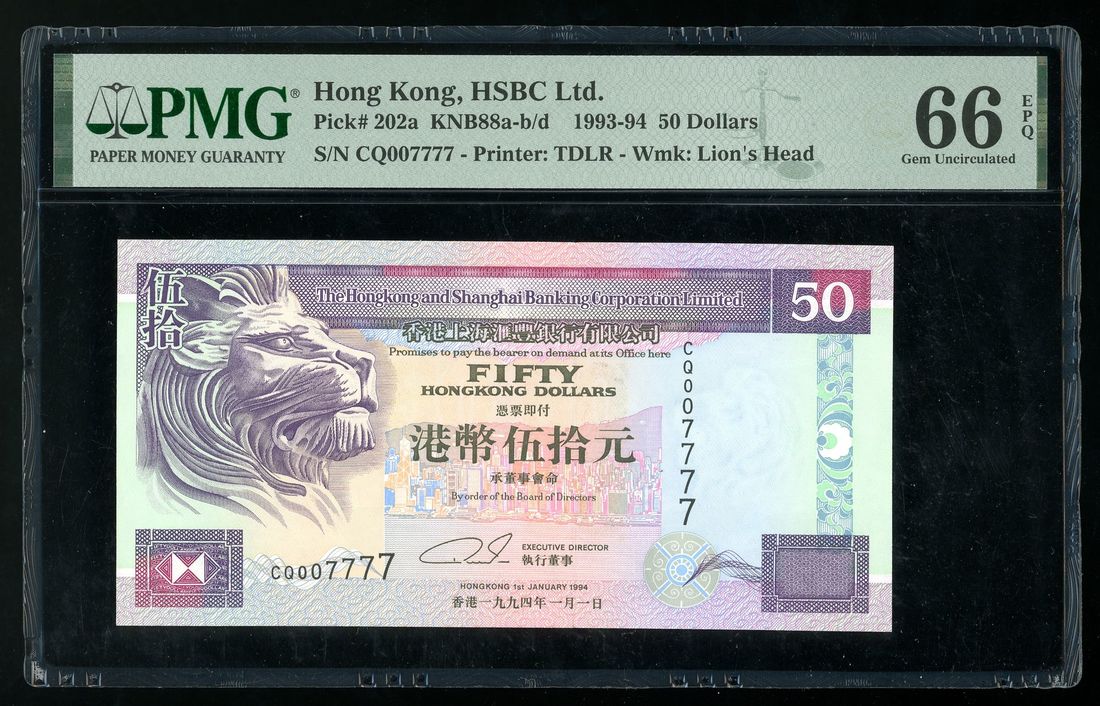 PMG®
PAPER MONEY GUARANTY
Hong Kong, HSBC Ltd.
Pick# 202a KNB88a-b/d 1993-94 50 Dollars
S/N CQ007777 - Printer: TDLR - Wmk: Lion's Head
66 EPQ
Gem Uncirculated
伍拾
The Hongkong and Shanghai Banking Corporation Limited
50
香港上海滙豐銀行有限公司
Promises to pay the bearer on demand at its Office here
FIFTY
HONGKONG DOLLARS
憑票即付
港幣伍拾元
承董事會命
By order of the Board of Directors
CQ007777
CQ007777
EXECUTIVE DIRECTOR
執行董事
HONGKONG 1st JANUARY 1994
香港一九九四年一月一日